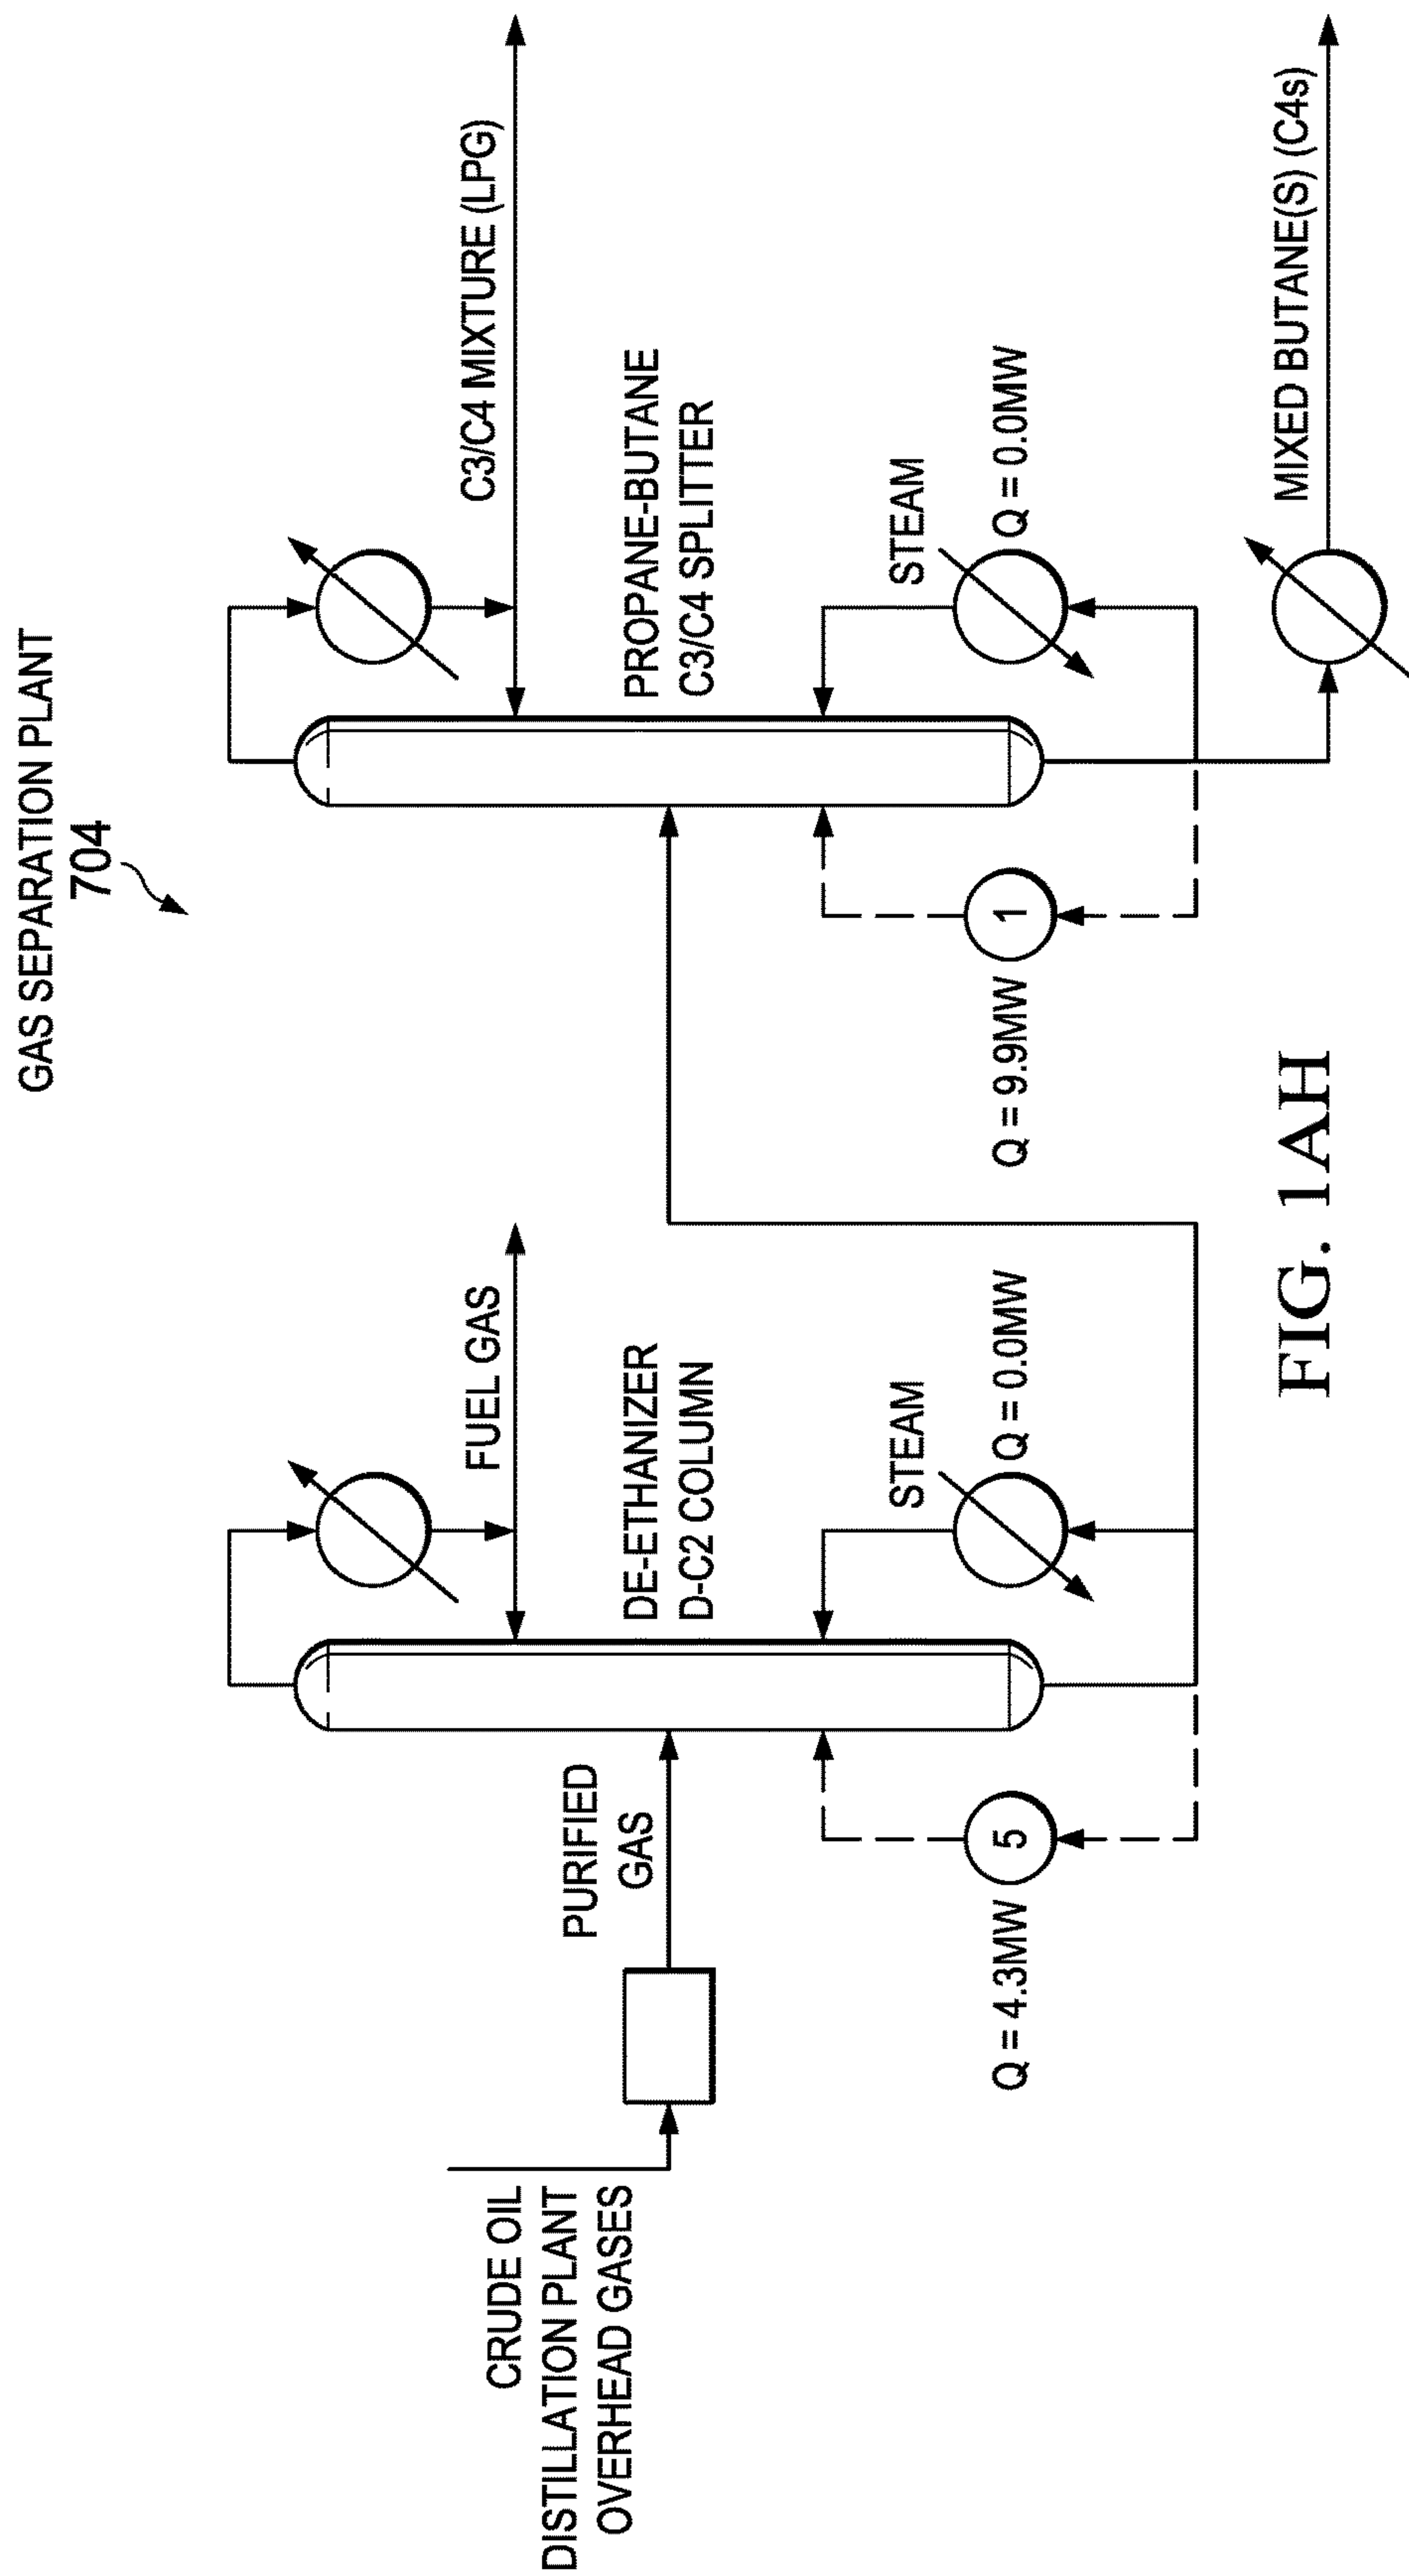 GAS SEPARATION PLANT
704
CRUDE OIL
DISTILLATION PLANT
OVERHEAD GASES
PURIFIED
GAS
FUEL GAS
DE-ETHANIZER
D-C2 COLUMN
STEAM
Q = 0.0MW
5
Q = 4.3MW
C3/C4 MIXTURE (LPG)
PROPANE-BUTANE
C3/C4 SPLITTER
STEAM
Q = 0.0MW
1
Q = 9.9MW
MIXED BUTANE(S) (C4s)
FIG. 1AH